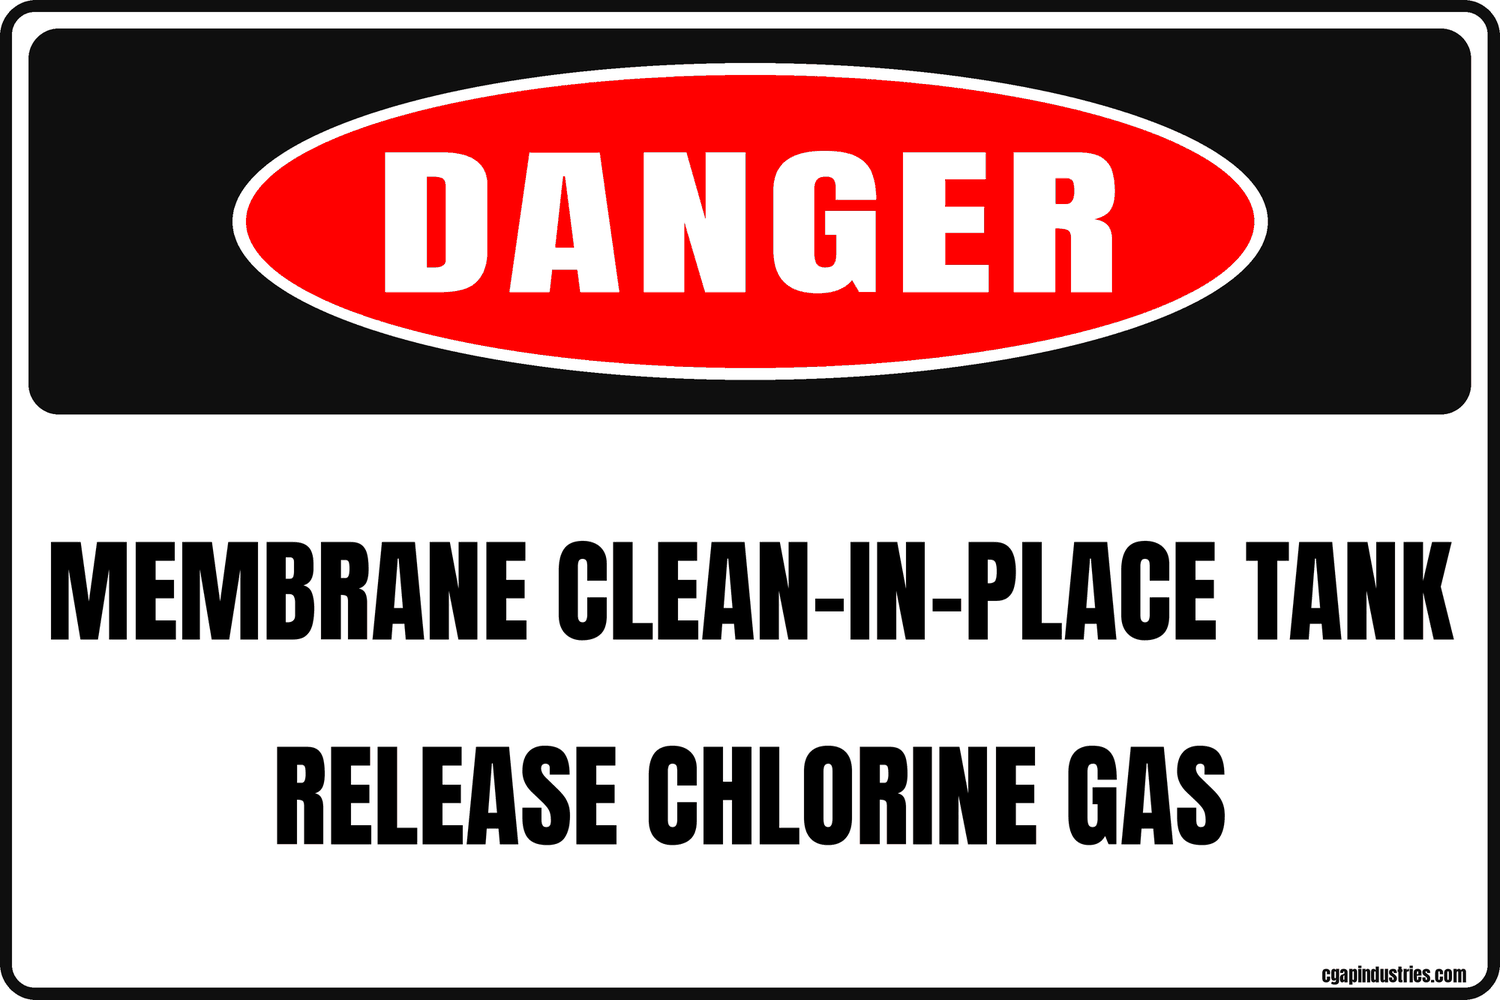 DANGER
MEMBRANE CLEAN-IN-PLACE TANK
RELEASE CHLORINE GAS
cgapindustries.com